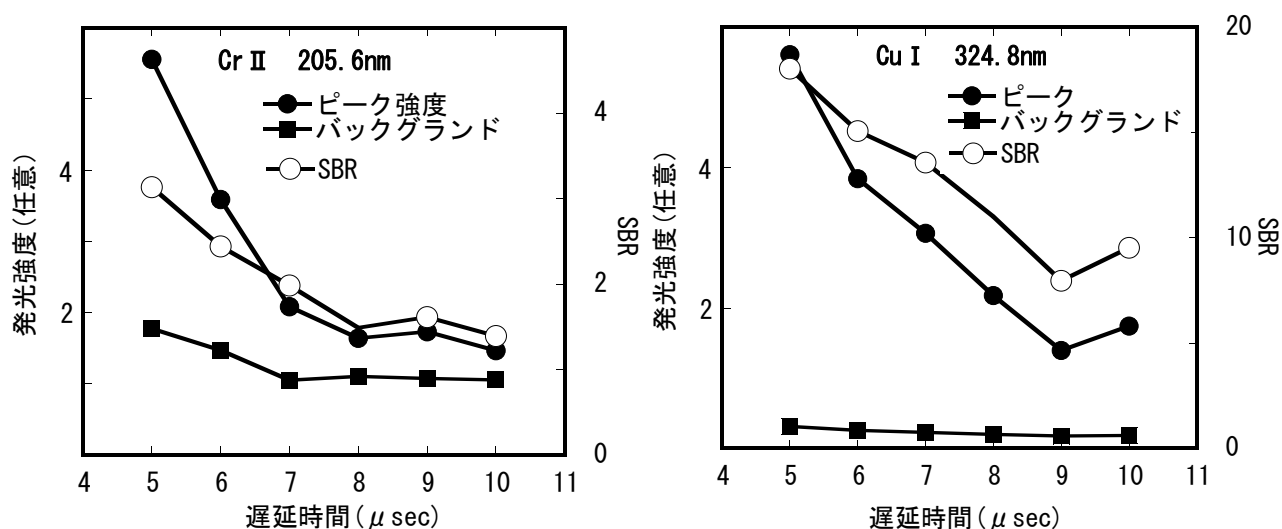 Cr Ⅱ 205.6nm
ピーク強度
バックグランド
SBR
発光強度(任意)
4
2
SBR
4
2
0
4 5 6 7 8 9 10 11
遅延時間(μsec)
Cu Ⅰ 324.8nm
ピーク
バックグランド
SBR
発光強度(任意)
4
2
SBR
20
10
0
4 5 6 7 8 9 10 11
遅延時間(μsec)